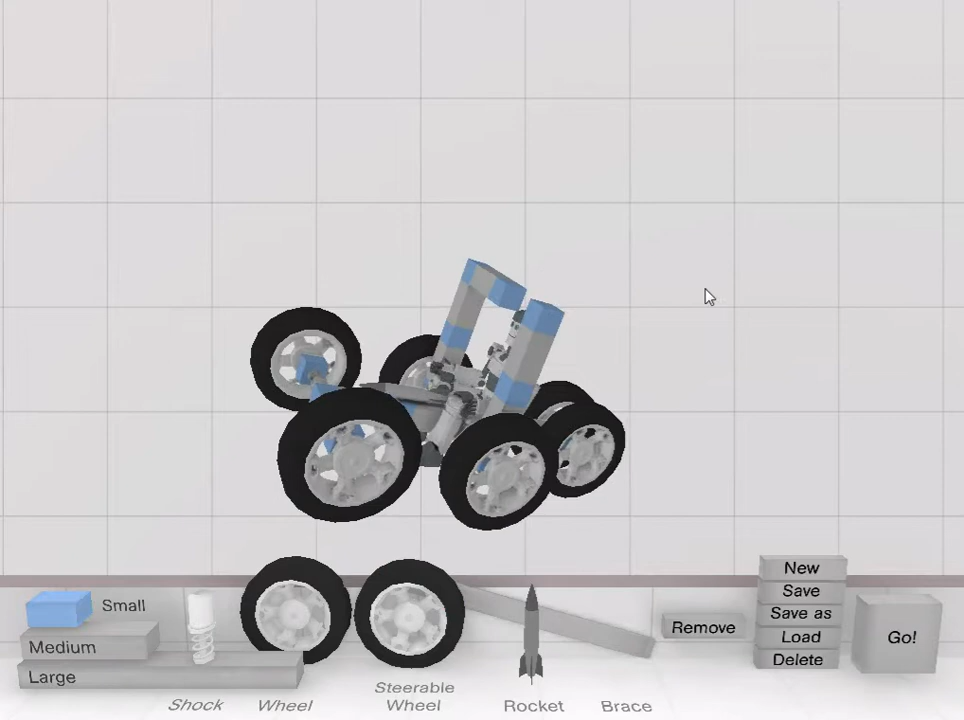 Small
Medium
Large
Shock
Wheel
Steerable
Wheel
Rocket
Brace
Remove
New
Save
Save as
Load
Delete
Go!